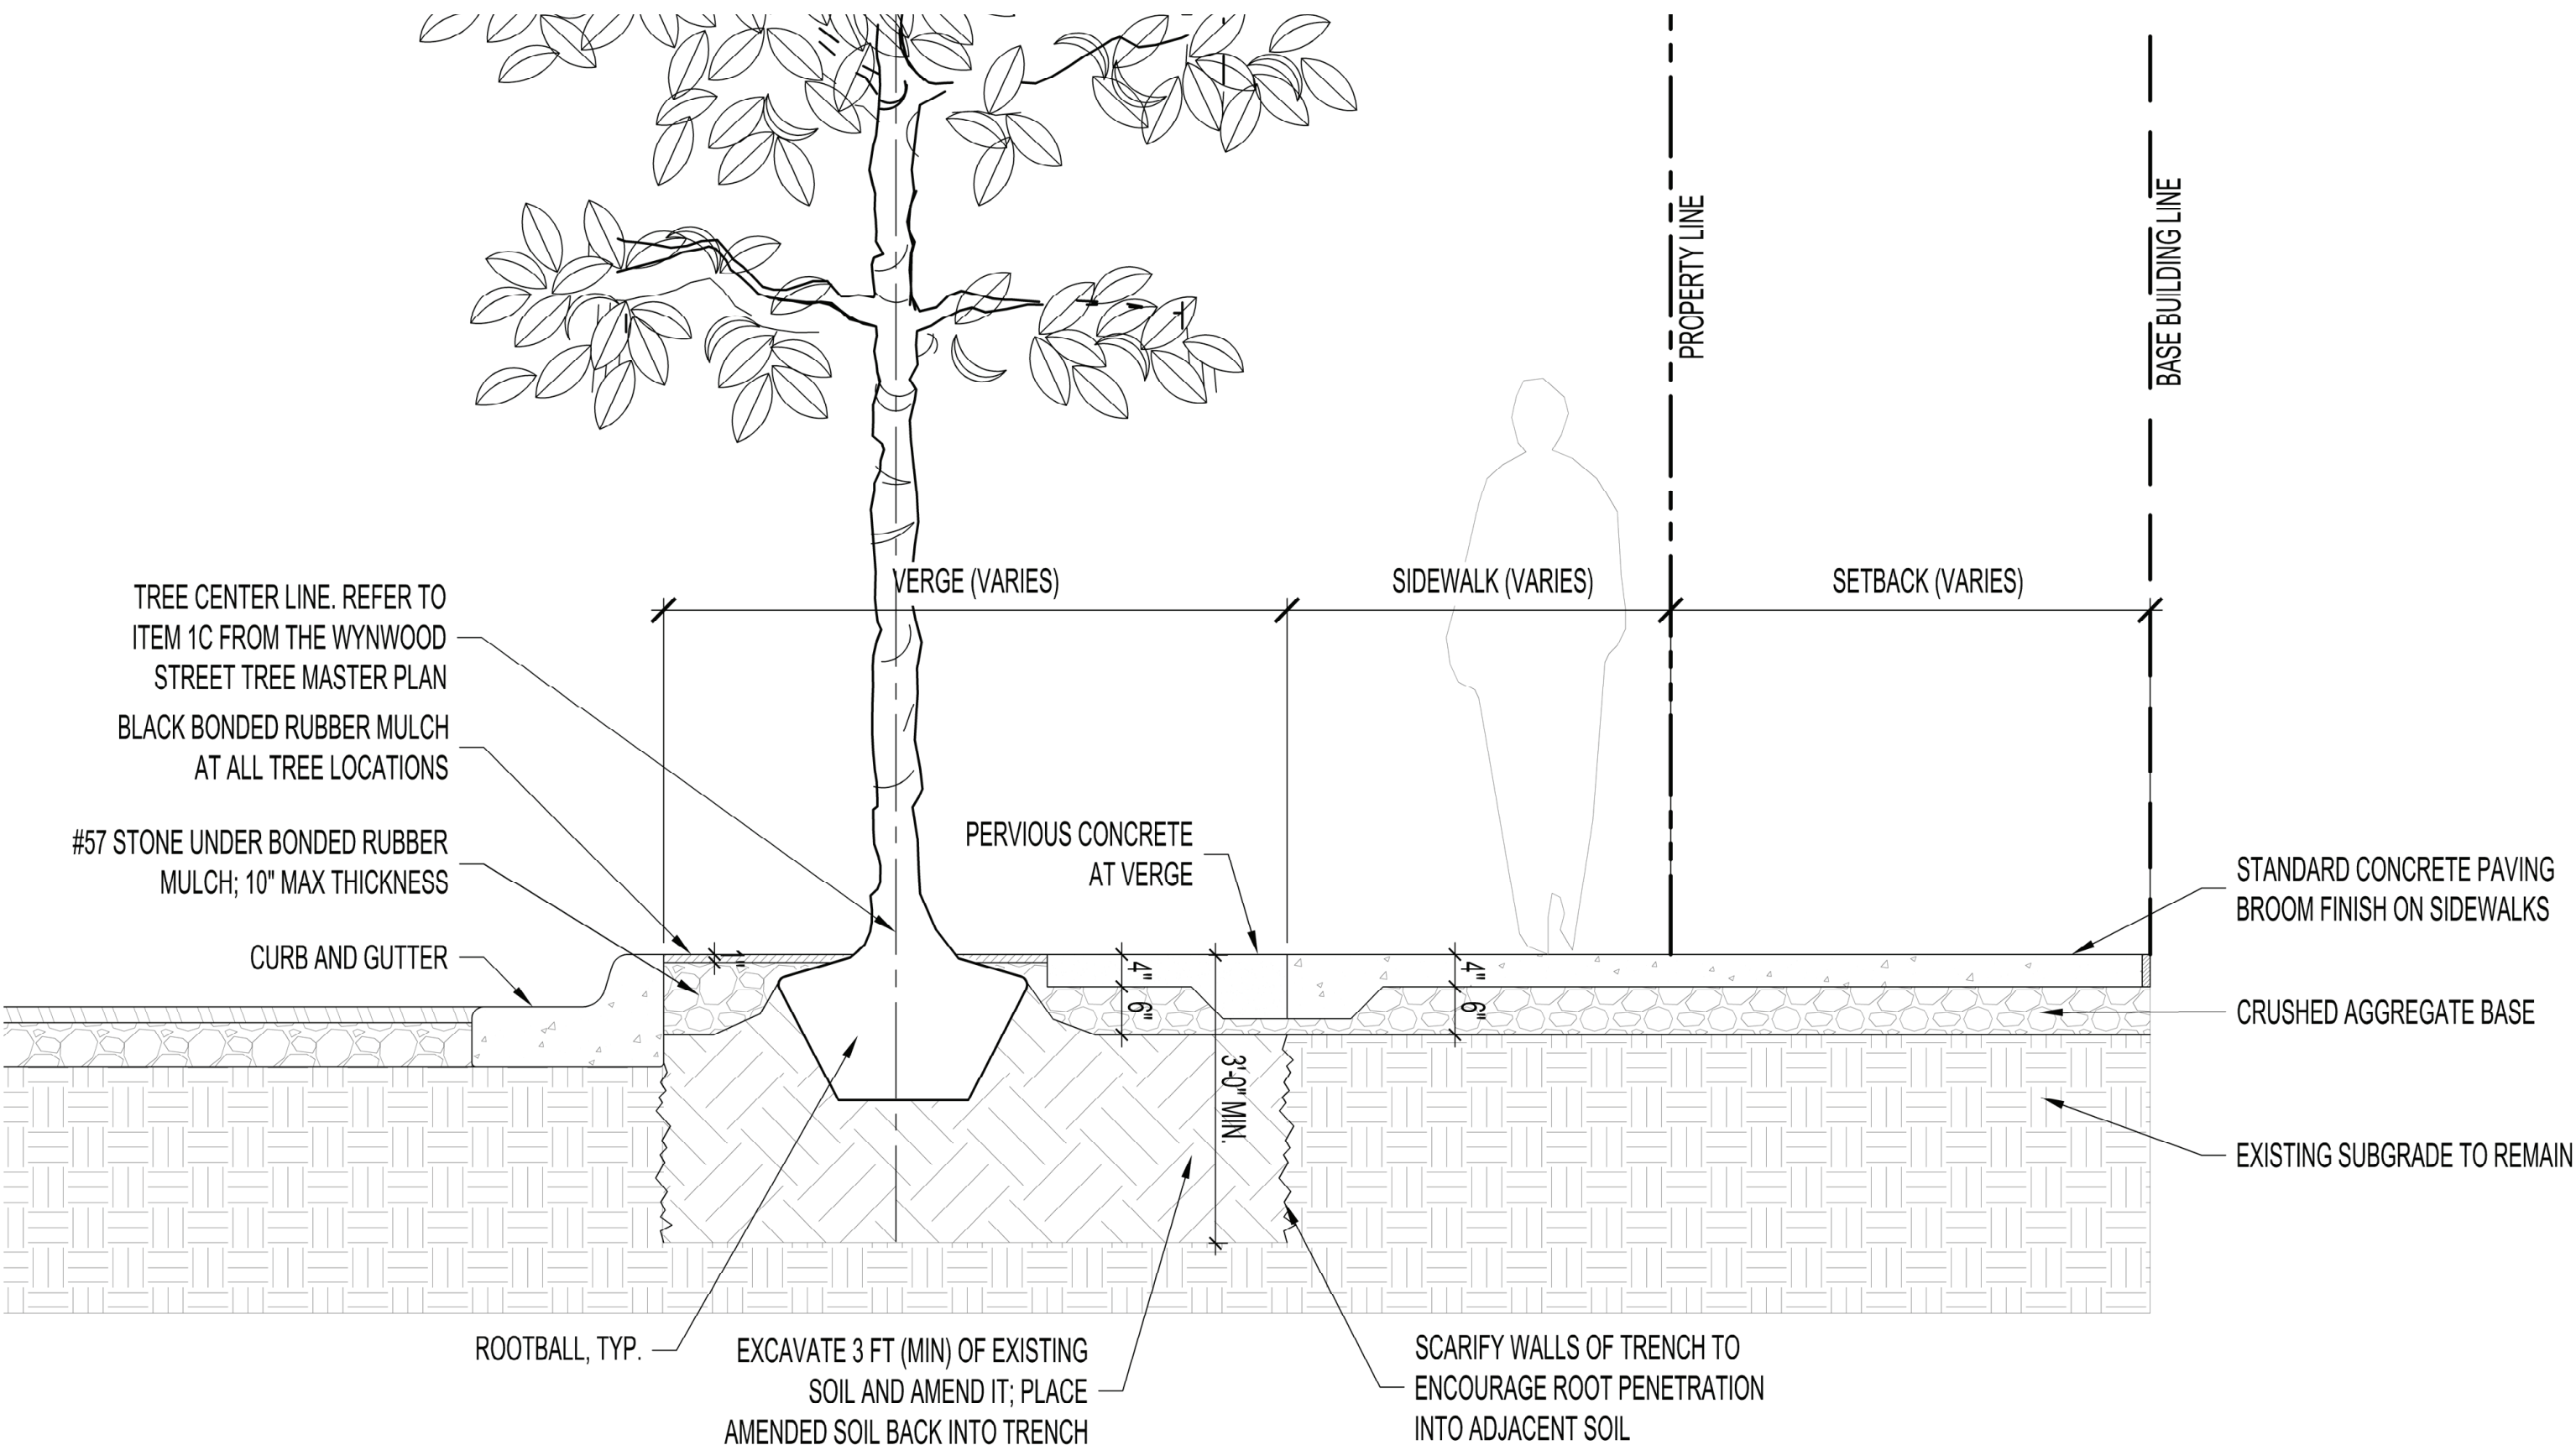 PROPERTY LINE
BASE BUILDING LINE
VERGE (VARIES)
SIDEWALK (VARIES)
SETBACK (VARIES)
TREE CENTER LINE. REFER TO
ITEM 1C FROM THE WYNWOOD
STREET TREE MASTER PLAN
BLACK BONDED RUBBER MULCH
AT ALL TREE LOCATIONS
#57 STONE UNDER BONDED RUBBER
MULCH; 10" MAX THICKNESS
CURB AND GUTTER
PERVIOUS CONCRETE
AT VERGE
STANDARD CONCRETE PAVING
BROOM FINISH ON SIDEWALKS
CRUSHED AGGREGATE BASE
EXISTING SUBGRADE TO REMAIN
1"
4"
6"
4"
6"
3'-0" MIN.
ROOTBALL, TYP.
EXCAVATE 3 FT (MIN) OF EXISTING
SOIL AND AMEND IT; PLACE
AMENDED SOIL BACK INTO TRENCH
SCARIFY WALLS OF TRENCH TO
ENCOURAGE ROOT PENETRATION
INTO ADJACENT SOIL